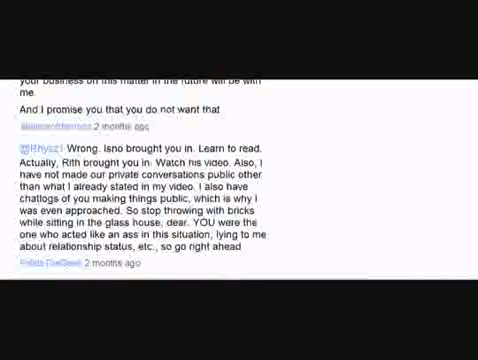 your business on this matter in the future will be with
me.
And I promise you that you do not want that
2 months ago
Wrong. Isno brought you in. Learn to read.
Actually, Rith brought you in. Watch his video. Also, I
have not made our private conversations public other
than what I already stated in my video. I also have
chatlogs of you making things public, which is why I
was even approached. So stop throwing with bricks
while sitting in the glass house, dear. YOU were the
one who acted like an ass in this situation, lying to me
about relationship status, etc., so go right ahead
2 months ago